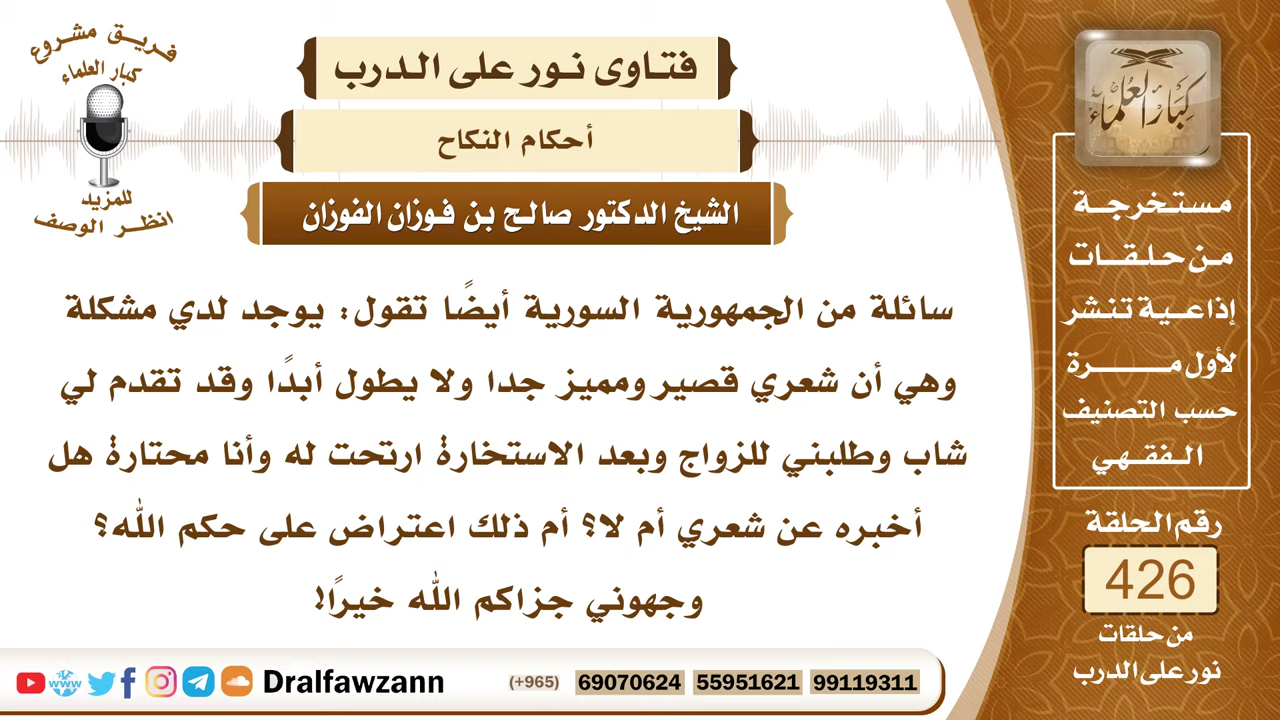 فريق مشروع
كبار العلماء
للمزيد
انظر الوصف
فتاوى نور على الدرب
أحكام النكاح
الشيخ الدكتور صالح بن فوزان الفوزان
سائلة من الجمهورية السورية أيضًا تقول: يوجد لدي مشكلة
وهي أن شعري قصير ومميز جدا ولا يطول أبدًا وقد تقدم لي
شاب وطلبني للزواج وبعد الاستخارة ارتحت له وأنا محتارة هل
أخبره عن شعري أم لا؟ أم ذلك اعتراض على حكم الله؟
وجهوني جزاكم الله خيرًا!
كبار العلماء
مستخرجة
من حلقات
إذاعية تنشر
لأول مرة
حسب التصنيف
الفقهي
رقم الحلقة
426
من حلقات
نور على الدرب
www
Dralfawzann
(+965) 69070624 55951621 99119311